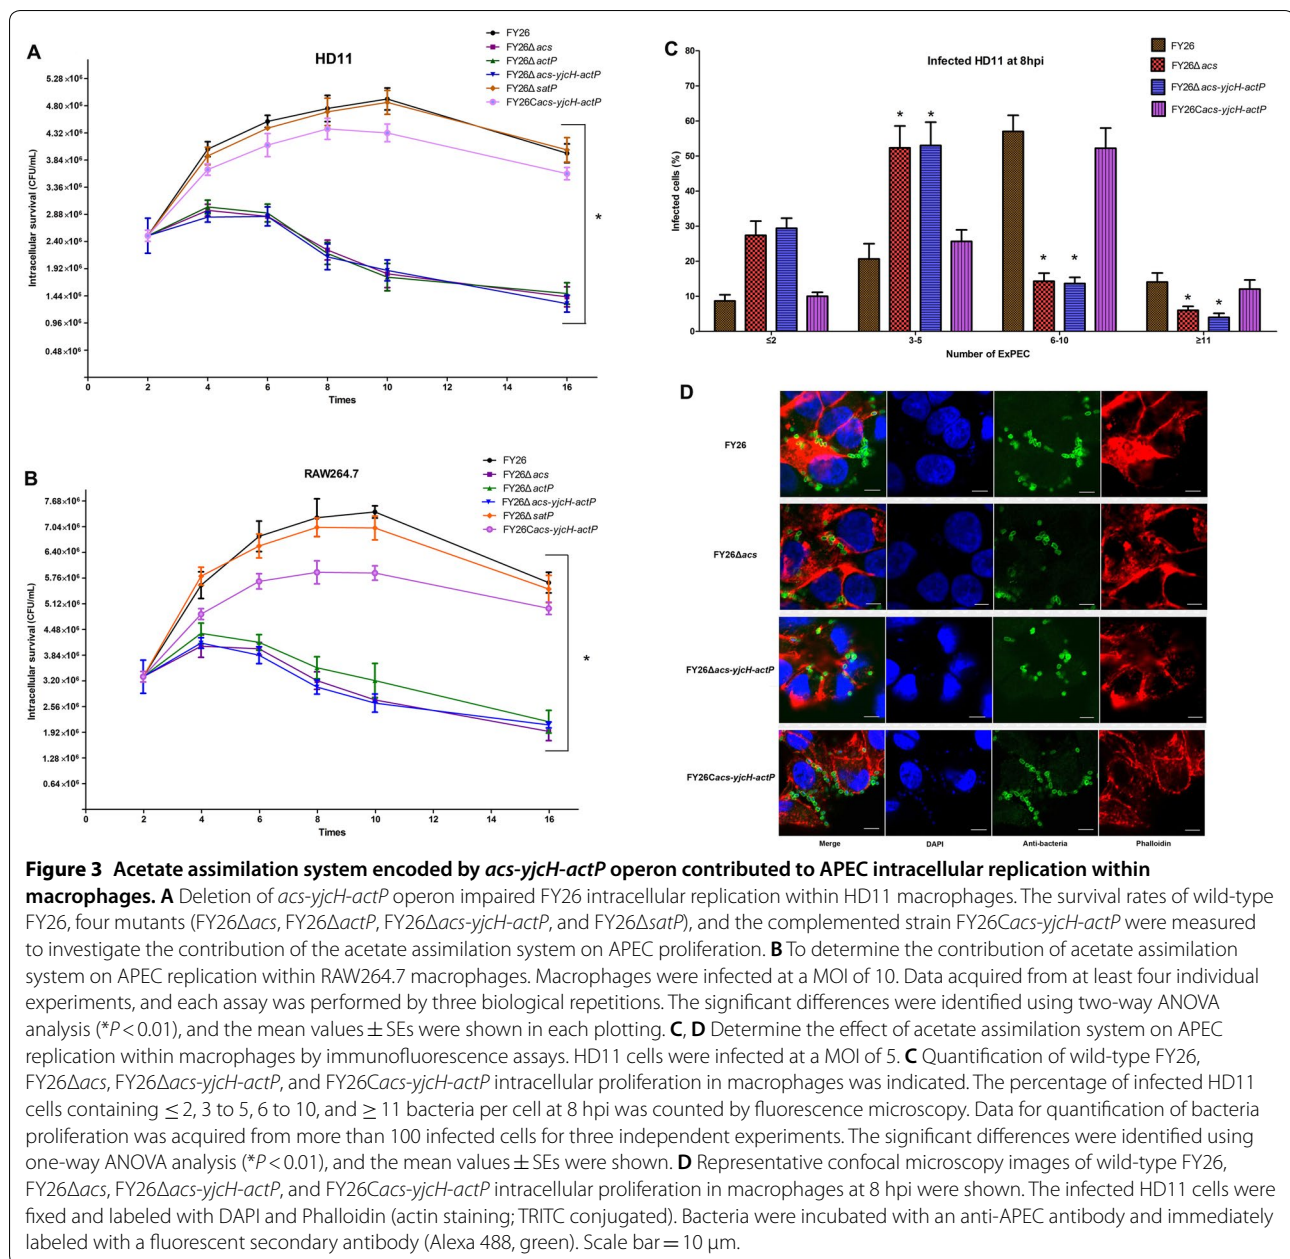 A
HD11
FY26
FY26Δacs
FY26ΔactP
FY26Δacs-yjcH-actP
FY26ΔsatP
FY26Cacs-yjcH-actP
Intracellular survival (CFU/mL)
5.28×10⁶
4.80×10⁶
4.32×10⁶
3.84×10⁶
3.36×10⁶
2.88×10⁶
2.40×10⁶
1.92×10⁶
1.44×10⁶
0.96×10⁶
0.48×10⁶
*
0 2 4 6 8 10 12 14 16
Times
B
RAW264.7
FY26
FY26Δacs
FY26ΔactP
FY26Δacs-yjcH-actP
FY26ΔsatP
FY26Cacs-yjcH-actP
Intracellular survival (CFU/mL)
7.68×10⁶
7.04×10⁶
6.40×10⁶
5.76×10⁶
5.12×10⁶
4.48×10⁶
3.84×10⁶
3.20×10⁶
2.56×10⁶
1.92×10⁶
1.28×10⁶
0.64×10⁶
*
0 2 4 6 8 10 12 14 16
Times
C
Infected HD11 at 8hpi
FY26
FY26Δacs
FY26Δacs-yjcH-actP
FY26Cacs-yjcH-actP
Infected cells (%)
80
70
60
50
40
30
20
10
0
* *
* *
* *
≤2 3-5 6-10 ≥11
Number of ExPEC
D
FY26
FY26Δacs
FY26Δacs-yjcH-actP
FY26Cacs-yjcH-actP
Merge DAPI Anti-bacteria Phalloidin
Figure 3 Acetate assimilation system encoded by acs-yjcH-actP operon contributed to APEC intracellular replication within
macrophages. A Deletion of acs-yjcH-actP operon impaired FY26 intracellular replication within HD11 macrophages. The survival rates of wild-type
FY26, four mutants (FY26Δacs, FY26ΔactP, FY26Δacs-yjcH-actP, and FY26ΔsatP), and the complemented strain FY26Cacs-yjcH-actP were measured
to investigate the contribution of the acetate assimilation system on APEC proliferation. B To determine the contribution of acetate assimilation
system on APEC replication within RAW264.7 macrophages. Macrophages were infected at a MOI of 10. Data acquired from at least four individual
experiments, and each assay was performed by three biological repetitions. The significant differences were identified using two-way ANOVA
analysis (*P < 0.01), and the mean values ± SEs were shown in each plotting. C, D Determine the effect of acetate assimilation system on APEC
replication within macrophages by immunofluorescence assays. HD11 cells were infected at a MOI of 5. C Quantification of wild-type FY26,
FY26Δacs, FY26Δacs-yjcH-actP, and FY26Cacs-yjcH-actP intracellular proliferation in macrophages was indicated. The percentage of infected HD11
cells containing ≤ 2, 3 to 5, 6 to 10, and ≥ 11 bacteria per cell at 8 hpi was counted by fluorescence microscopy. Data for quantification of bacteria
proliferation was acquired from more than 100 infected cells for three independent experiments. The significant differences were identified using
one-way ANOVA analysis (*P < 0.01), and the mean values ± SEs were shown. D Representative confocal microscopy images of wild-type FY26,
FY26Δacs, FY26Δacs-yjcH-actP, and FY26Cacs-yjcH-actP intracellular proliferation in macrophages at 8 hpi were shown. The infected HD11 cells were
fixed and labeled with DAPI and Phalloidin (actin staining; TRITC conjugated). Bacteria were incubated with an anti-APEC antibody and immediately
labeled with a fluorescent secondary antibody (Alexa 488, green). Scale bar = 10 μm.